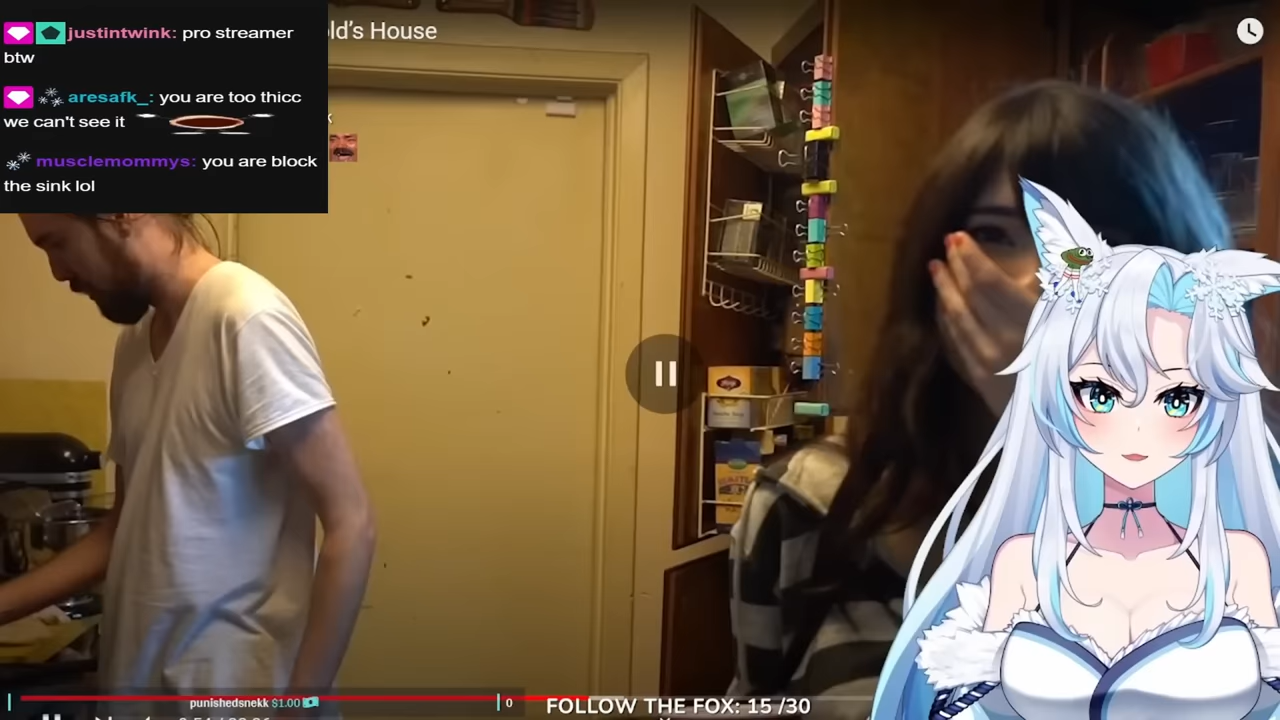 justintwink: pro streamer
btw
aresafk_: you are too thicc
we can't see it
musclemommys: you are block
the sink lol
ld's House
punishedsnekk $1.00
0
FOLLOW THE FOX: 15 /30